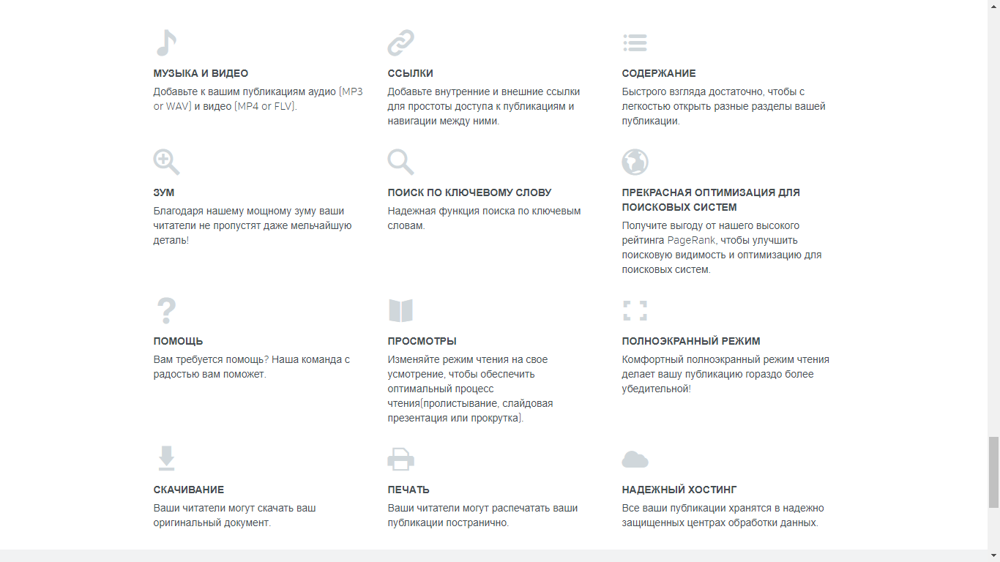 МУЗЫКА И ВИДЕО
Добавьте к вашим публикациям аудио (MP3
or WAV) и видео (MP4 or FLV).
ССЫЛКИ
Добавьте внутренние и внешние ссылки
для простоты доступа к публикациям и
навигации между ними.
СОДЕРЖАНИЕ
Быстрого взгляда достаточно, чтобы с
легкостью открыть разные разделы вашей
публикации.
ЗУМ
Благодаря нашему мощному зуму ваши
читатели не пропустят даже мельчайшую
деталь!
ПОИСК ПО КЛЮЧЕВОМУ СЛОВУ
Надежная функция поиска по ключевым
словам.
ПРЕКРАСНАЯ ОПТИМИЗАЦИЯ ДЛЯ
ПОИСКОВЫХ СИСТЕМ
Получите выгоду от нашего высокого
рейтинга PageRank, чтобы улучшить
поисковую видимость и оптимизацию для
поисковых систем.
ПОМОЩЬ
Вам требуется помощь? Наша команда с
радостью вам поможет.
ПРОСМОТРЫ
Изменяйте режим чтения на свое
усмотрение, чтобы обеспечить
оптимальный процесс
чтения(пролистывание, слайдовая
презентация или прокрутка).
ПОЛНОЭКРАННЫЙ РЕЖИМ
Комфортный полноэкранный режим чтения
делает вашу публикацию гораздо более
убедительной!
СКАЧИВАНИЕ
Ваши читатели могут скачать ваш
оригинальный документ.
ПЕЧАТЬ
Ваши читатели могут распечатать ваши
публикации постранично.
НАДЕЖНЫЙ ХОСТИНГ
Все ваши публикации хранятся в надежно
защищенных центрах обработки данных.